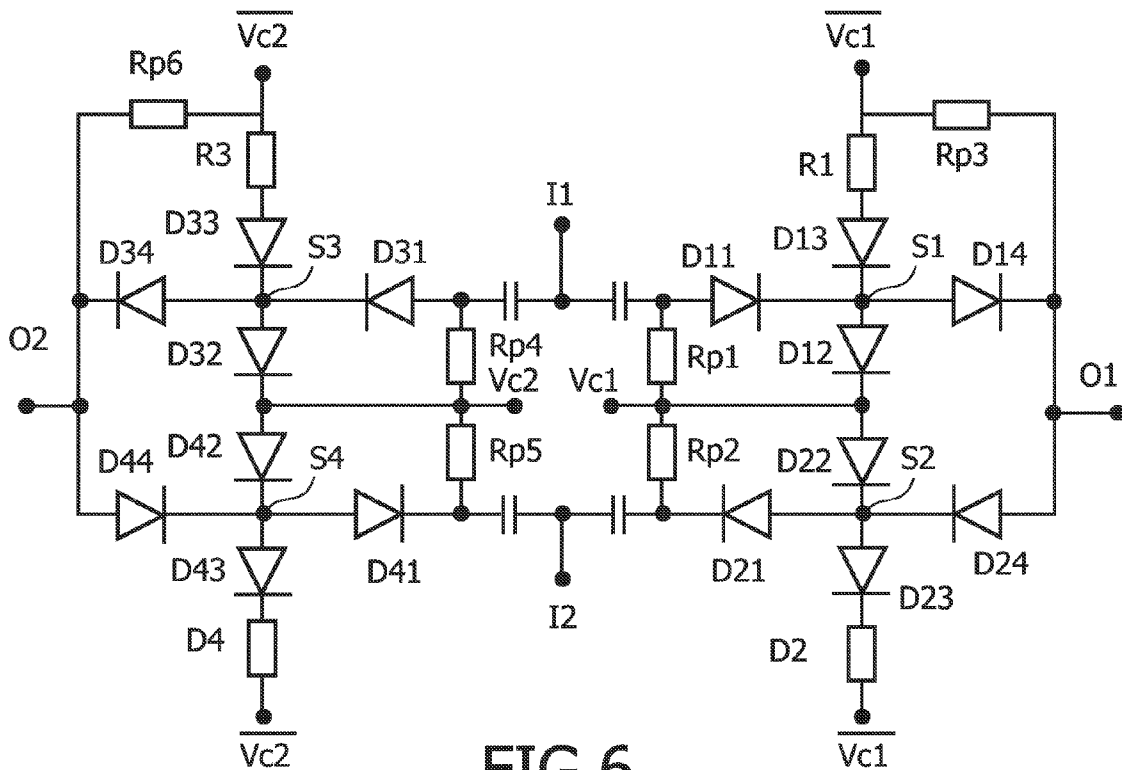 Vc2 Vc1
Rp6
R3 R1 Rp3
I1
D33 D13
D34 S3 D31 D11 S1 D14
O2 D32 Rp4 Rp1 D12
Vc2 Vc1 O1
D44 D42 S4 Rp5 Rp2 D22 S2
D43 D41 D21 D24
D23
I2
D4 D2
Vc2 Vc1
FIG 6